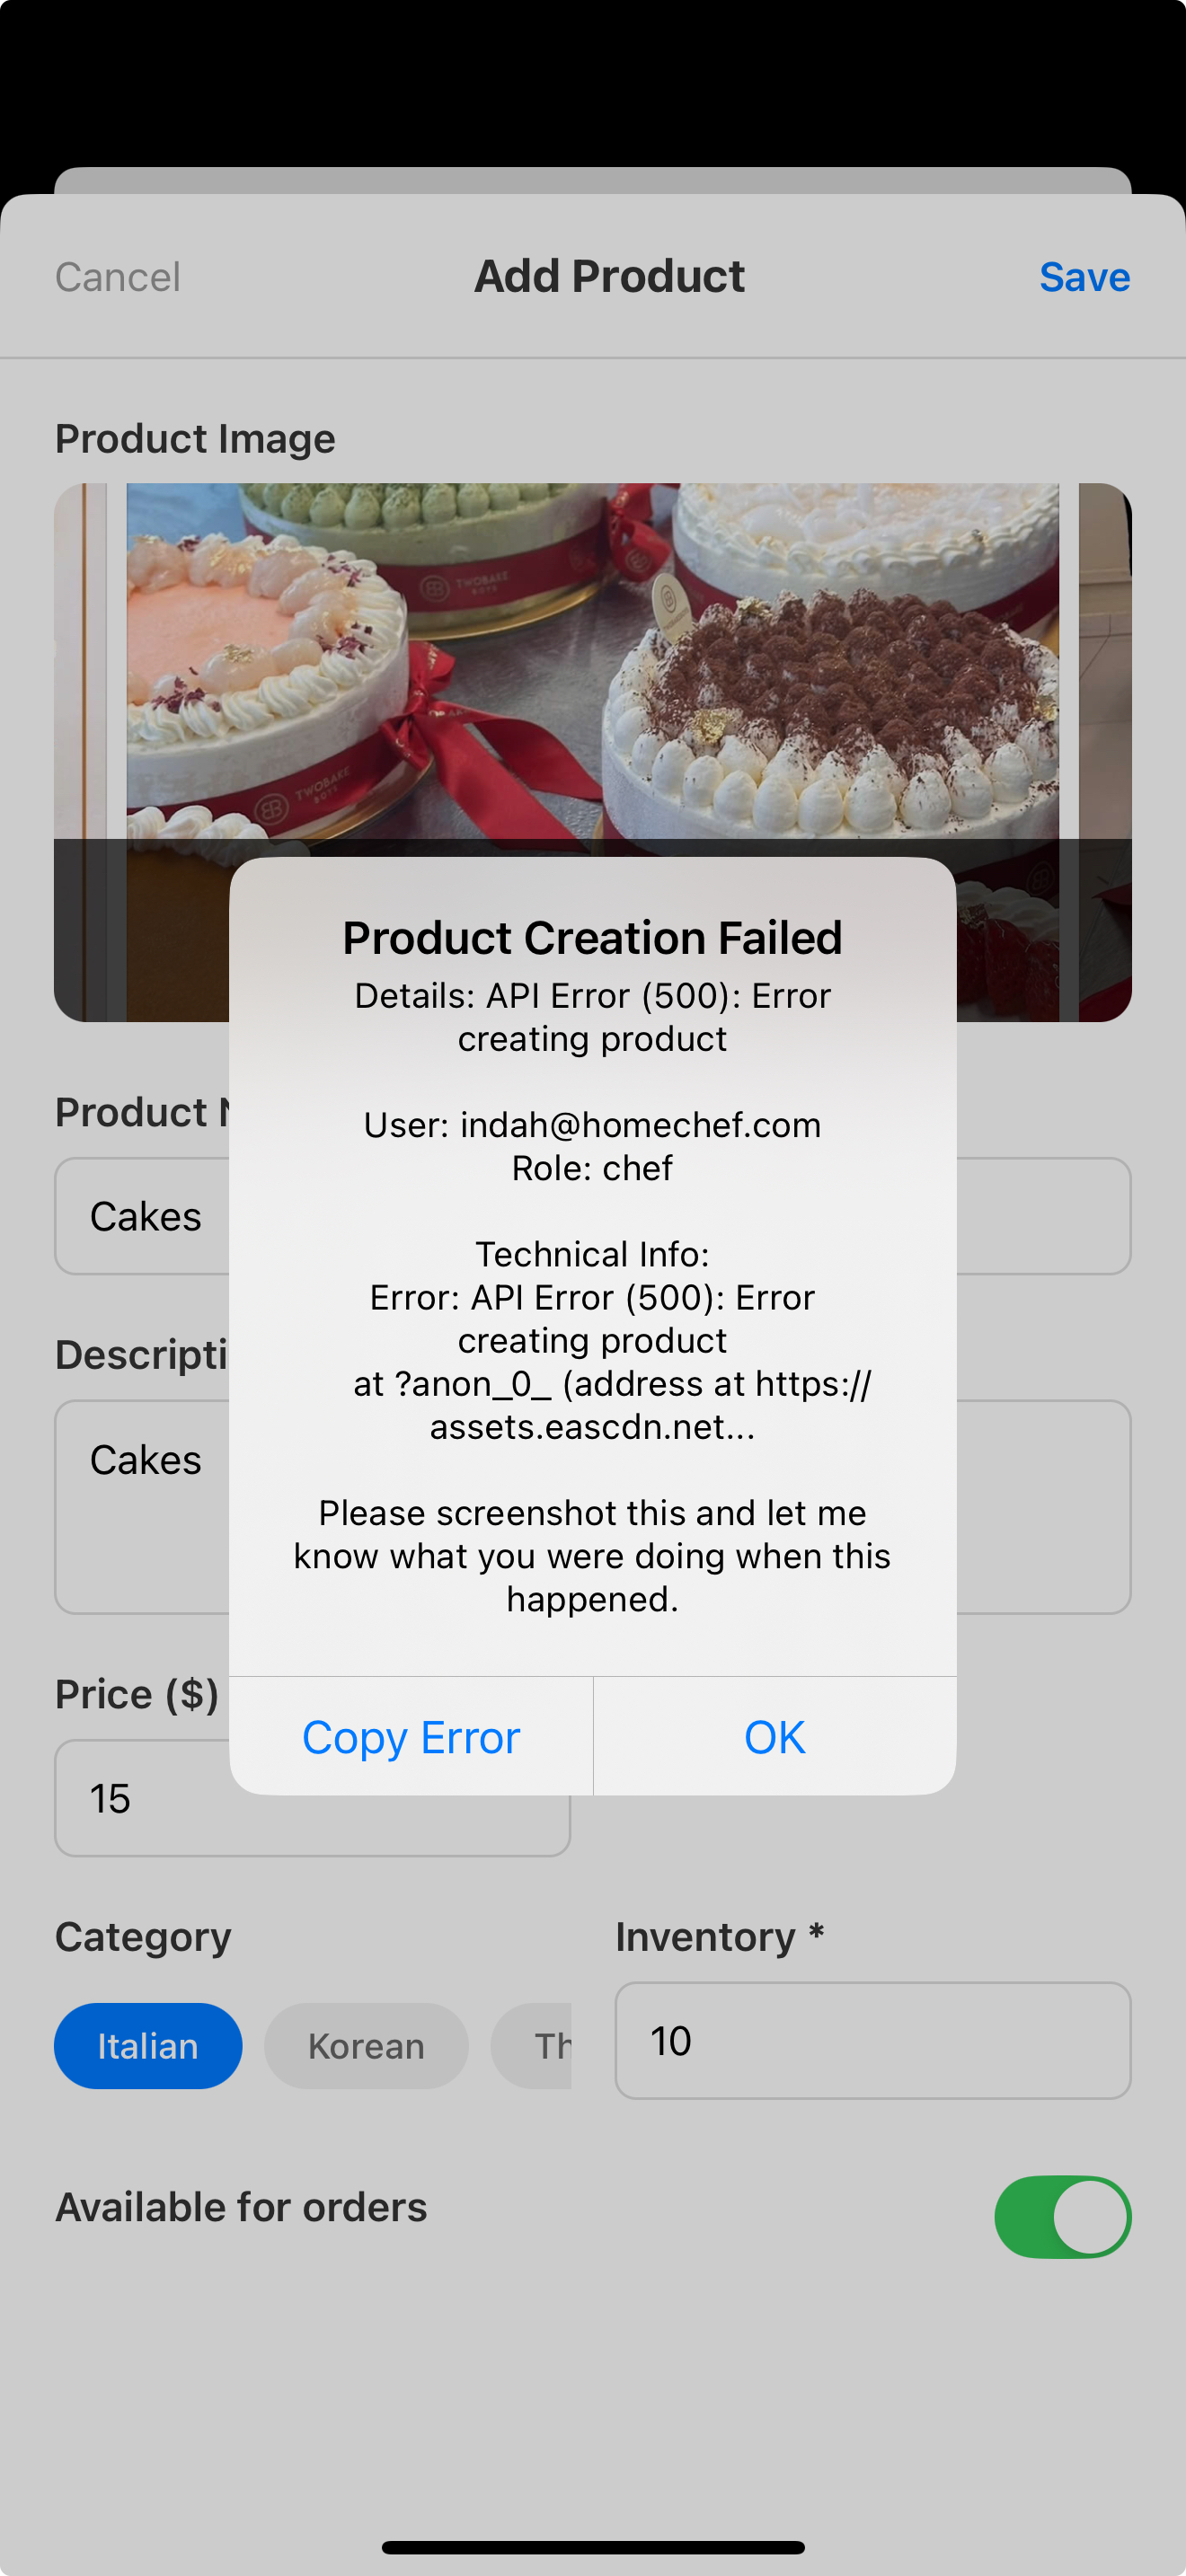 Cancel
Add Product
Save
Product Image
TWOBAKE
BOYS
TWOBAKE
BOYS
Product Creation Failed
Details: API Error (500): Error
creating product
User: indah@homechef.com
Role: chef
Technical Info:
Error: API Error (500): Error
creating product
at ?anon_0_ (address at https://
assets.eascdn.net...
Please screenshot this and let me
know what you were doing when this
happened.
Copy Error
OK
Product
Cakes
Descripti
Cakes
Price ($)
15
Category
Inventory *
Italian
Korean
Th
10
Available for orders